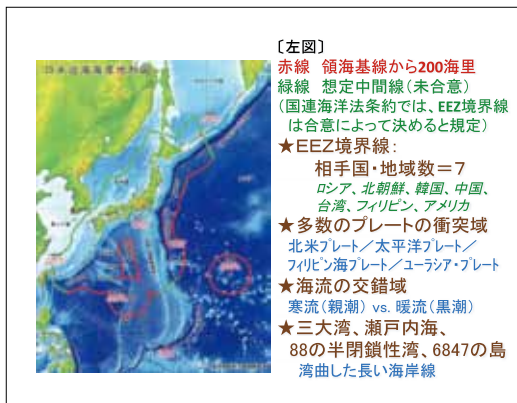 日本近海海底地形図
〔左図〕
赤線 領海基線から200海里
緑線 想定中間線（未合意）
（国連海洋法条約では、EEZ境界線
は合意によって決めると規定）
★EEZ境界線：
相手国・地域数＝7
ロシア、北朝鮮、韓国、中国、
台湾、フィリピン、アメリカ
★多数のプレートの衝突域
北米プレート／太平洋プレート／
フィリピン海プレート／ユーラシア・プレート
★海流の交錯域
寒流（親潮） vs. 暖流（黒潮）
★三大湾、瀬戸内海、
88の半閉鎖性湾、6847の島
湾曲した長い海岸線